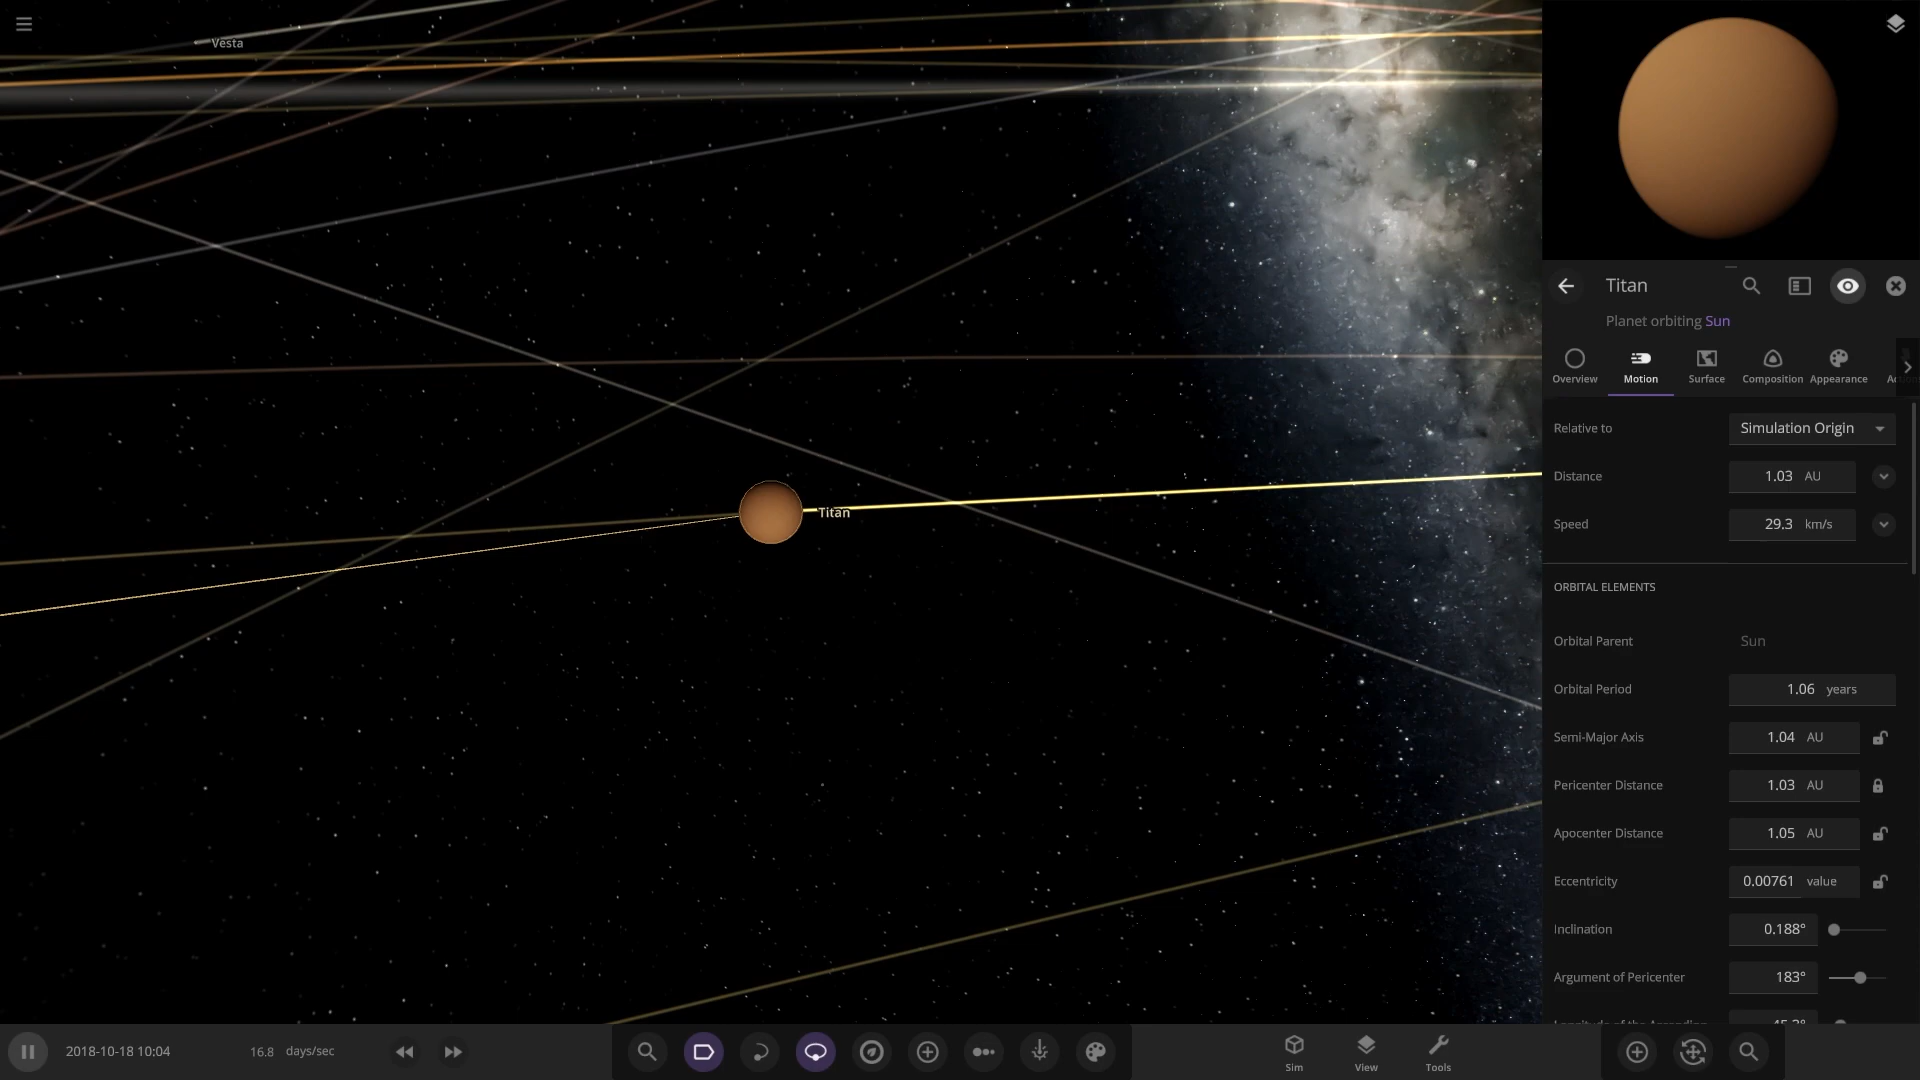 Vesta
Titan
Titan
Planet orbiting Sun
Overview
Motion
Surface
Composition
Appearance
Relative to
Simulation Origin
Distance
1.03 AU
Speed
29.3 km/s
ORBITAL ELEMENTS
Orbital Parent
Sun
Orbital Period
1.06 years
Semi-Major Axis
1.04 AU
Pericenter Distance
1.03 AU
Apocenter Distance
1.05 AU
Eccentricity
0.00761 value
Inclination
0.188°
Argument of Pericenter
183°
2018-10-18 10:04
16.8 days/sec
Sim
View
Tools